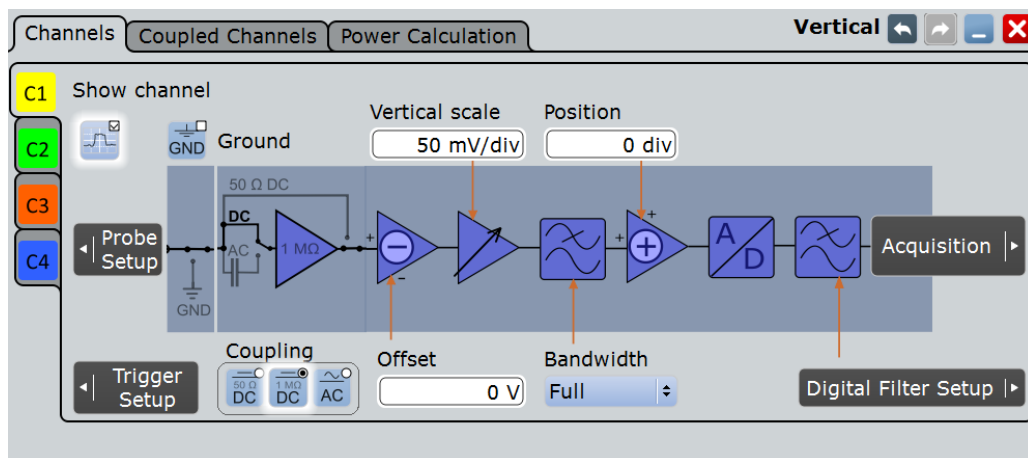 Channels
Coupled Channels
Power Calculation
Vertical
C1
C2
C3
C4
Show channel
GND
Ground
Vertical scale
50 mV/div
Position
0 div
50 Ω DC
DC
AC
1 MΩ
GND
+
-
+
+
A
D
Probe
Setup
Acquisition
Trigger
Setup
Coupling
50 Ω
DC
1 MΩ
DC
AC
Offset
0 V
Bandwidth
Full
Digital Filter Setup